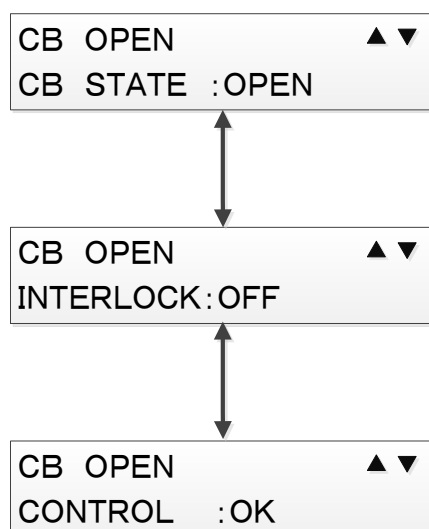 CB OPEN ▲ ▼
CB STATE :OPEN
CB OPEN ▲ ▼
INTERLOCK:OFF
CB OPEN ▲ ▼
CONTROL :OK